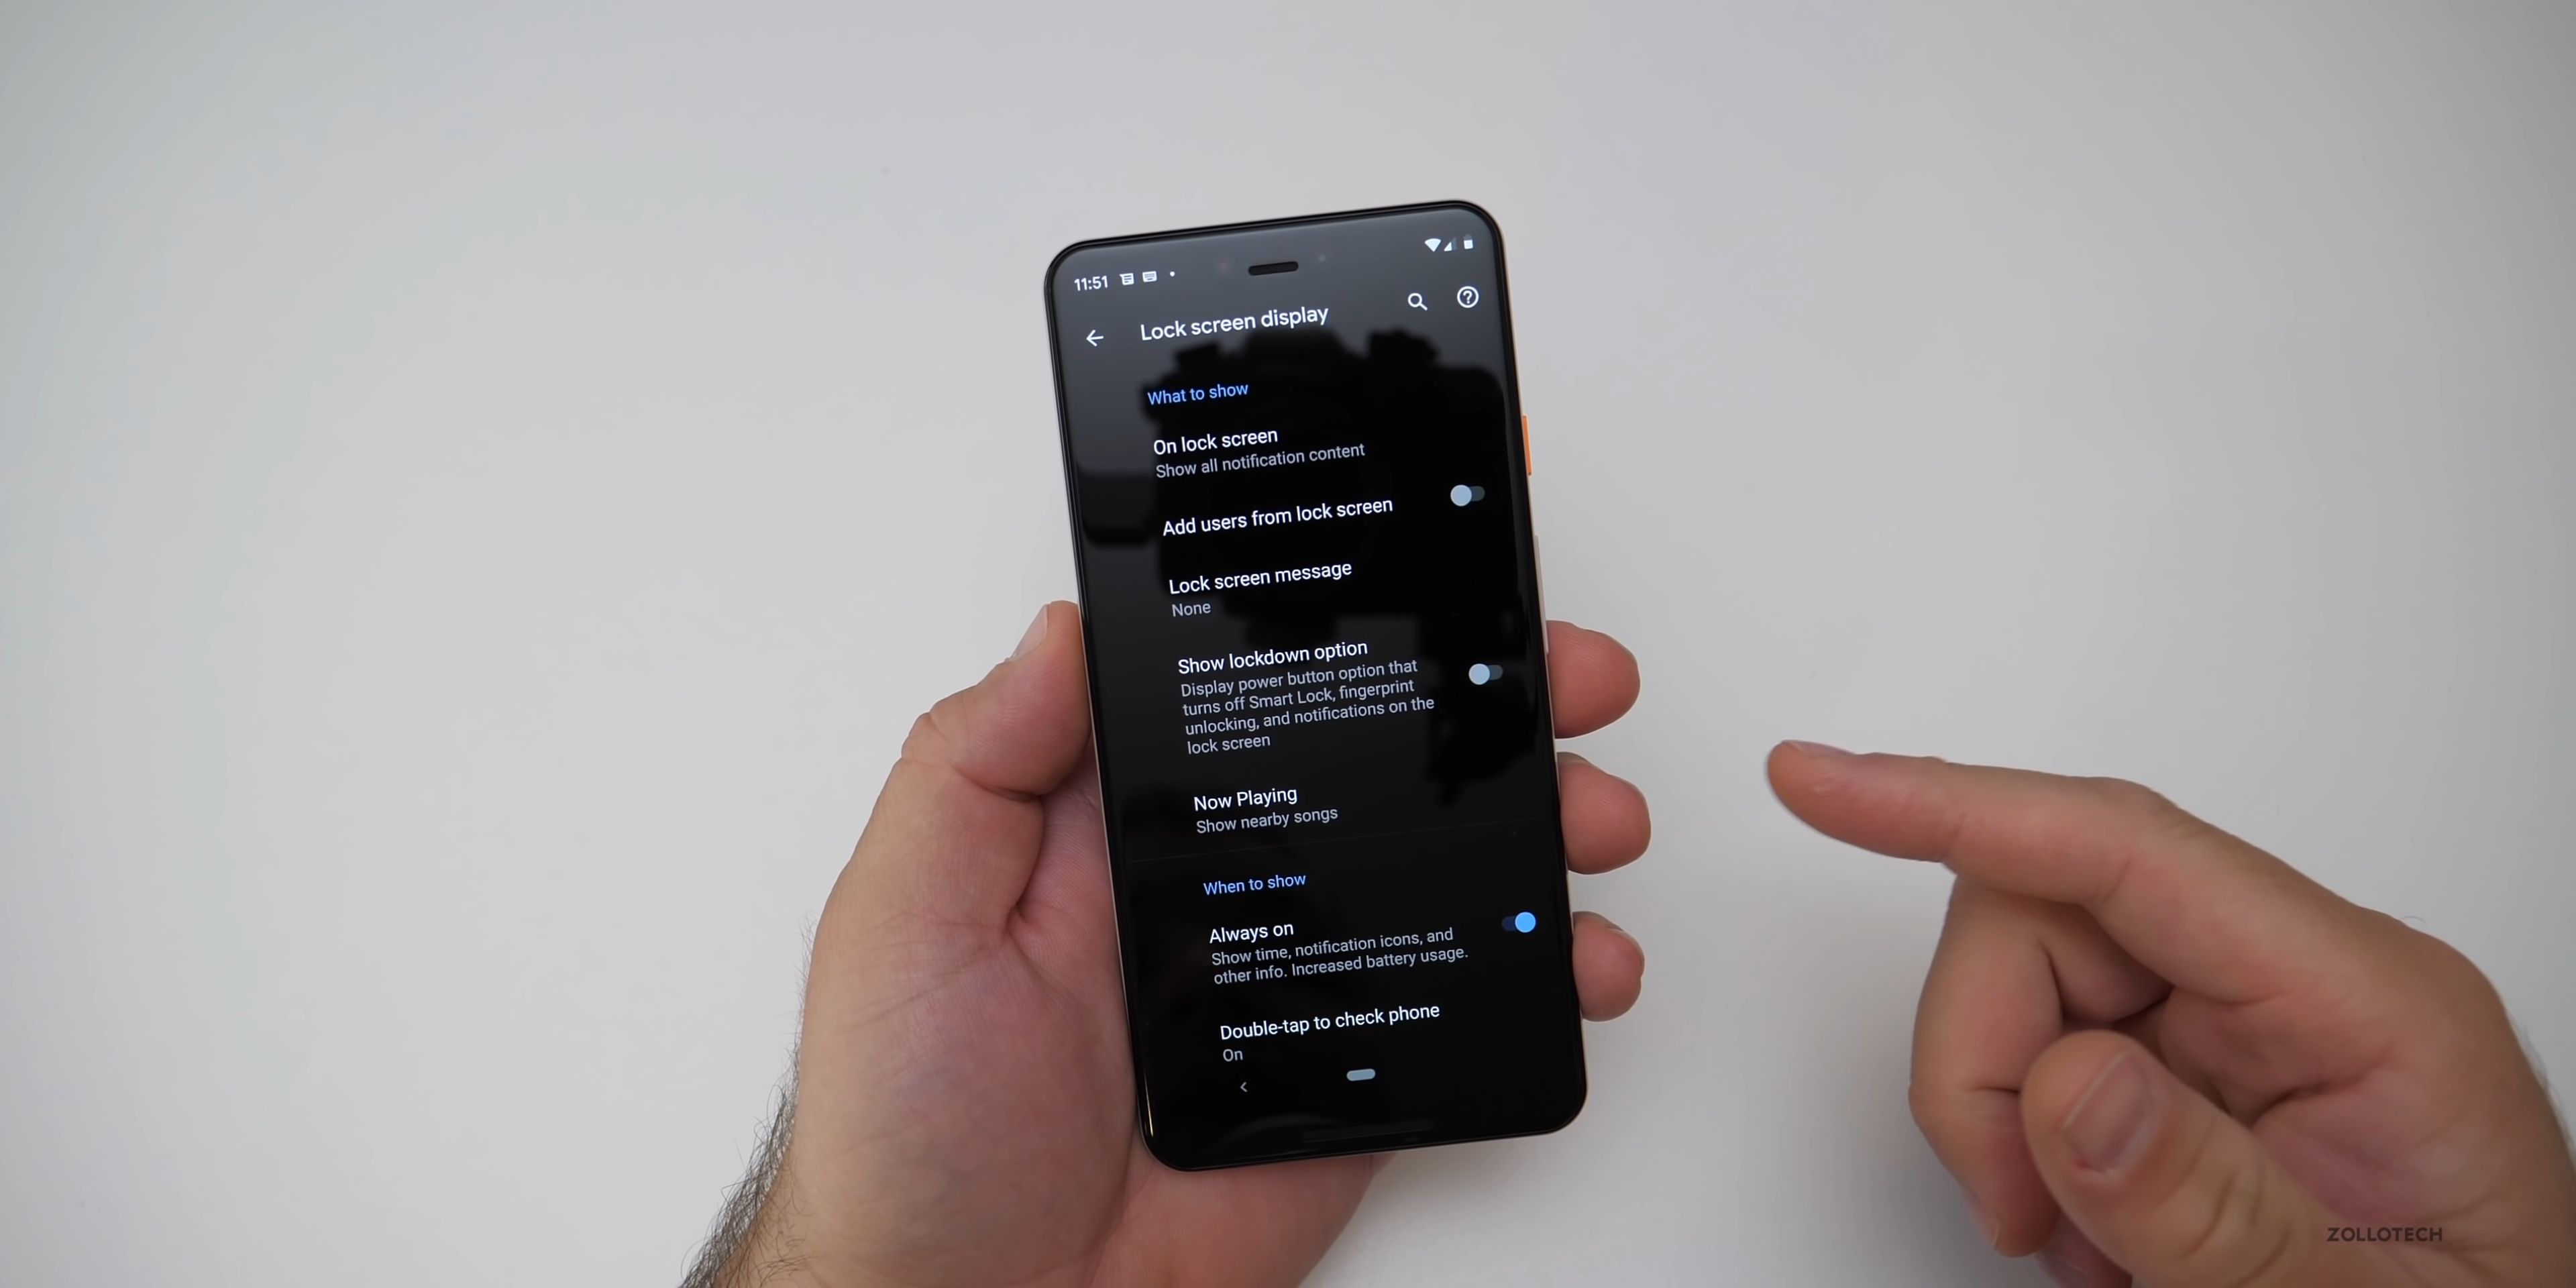 11:51
Lock screen display
What to show
On lock screen
Show all notification content
Add users from lock screen
Lock screen message
None
Show lockdown option
Display power button option that
turns off Smart Lock, fingerprint
unlocking, and notifications on the
lock screen
Now Playing
Show nearby songs
When to show
Always on
Show time, notification icons, and
other info. Increased battery usage.
Double-tap to check phone
On
ZOLLOTECH